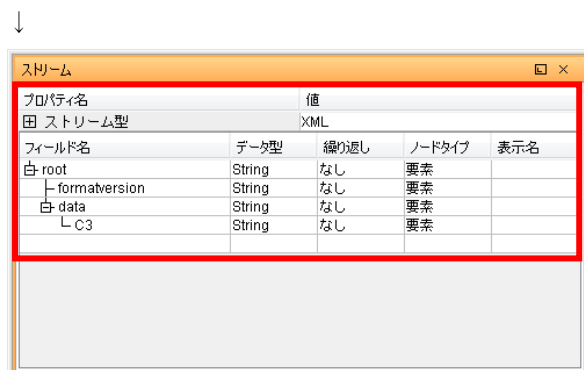 ↓
ストリーム
プロパティ名 値
ストリーム型 XML
フィールド名 データ型 繰り返し ノードタイプ 表示名
root String なし 要素
formatversion String なし 要素
data String なし 要素
C3 String なし 要素